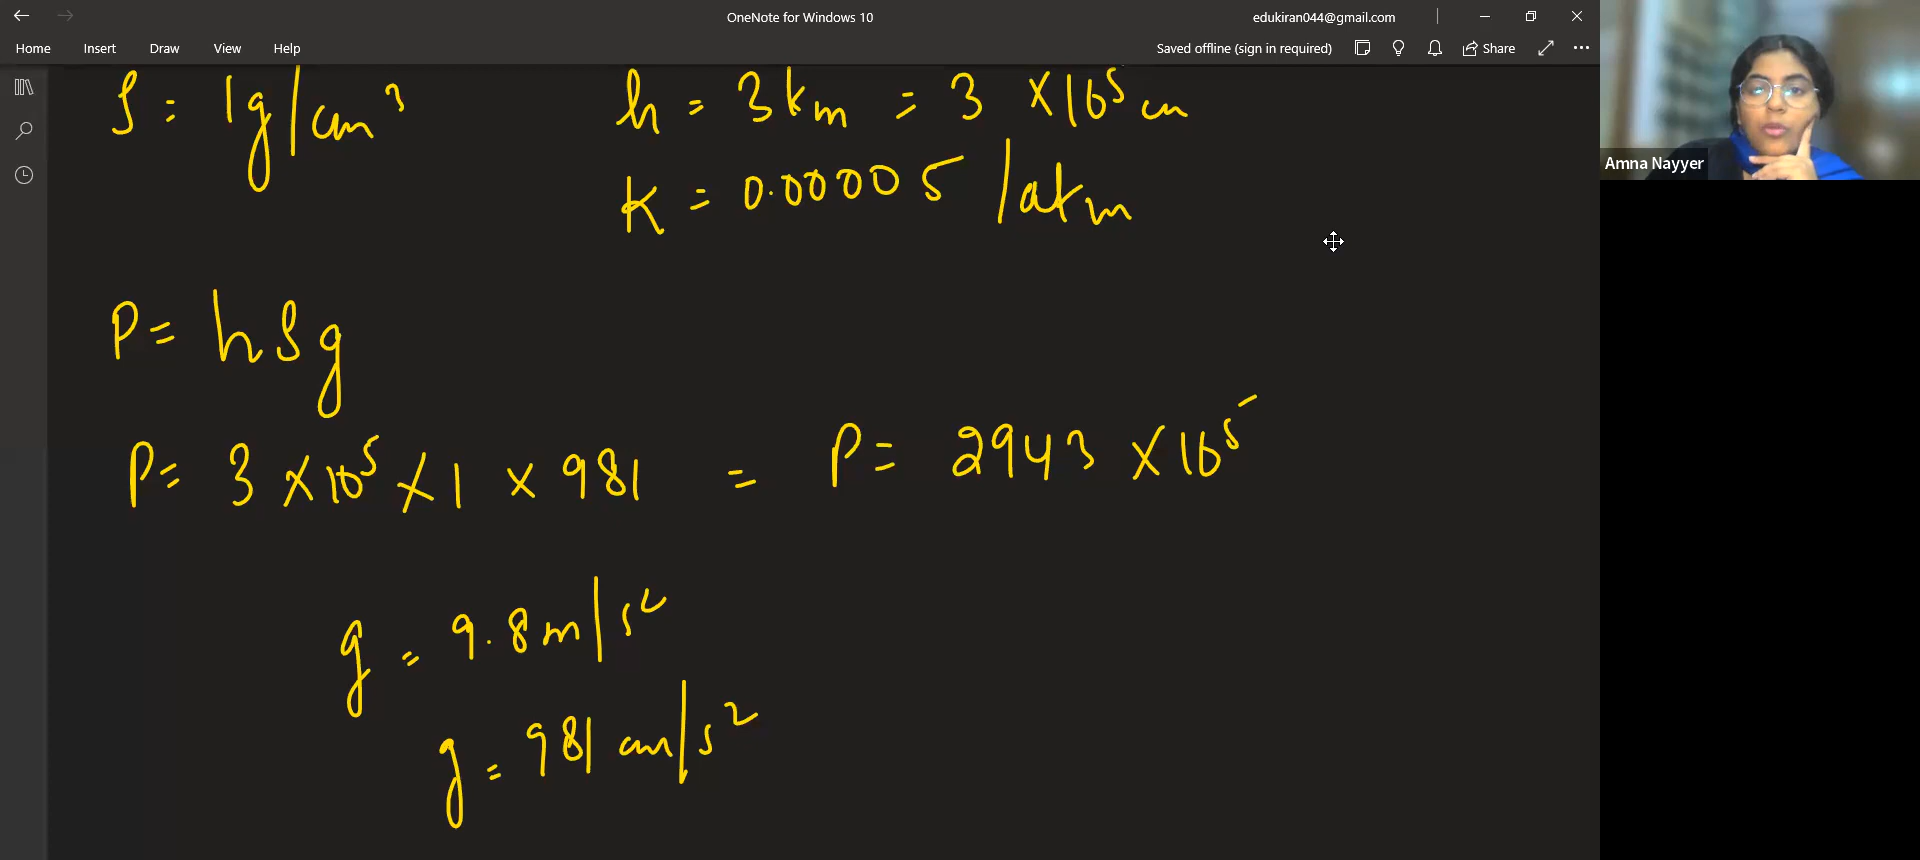 OneNote for Windows 10
edukiran044@gmail.com
Home Insert Draw View Help
Saved offline (sign in required) Share
Amna Nayyer
ρ = 1g/cm³
h = 3km = 3 ×10⁵ cm
K = 0.00005 /atm
P = hρg
P = 3 ×10⁵ × 1 × 981 = P = 2943 ×10⁵
g = 9.8m/s²
g = 981 cm/s²